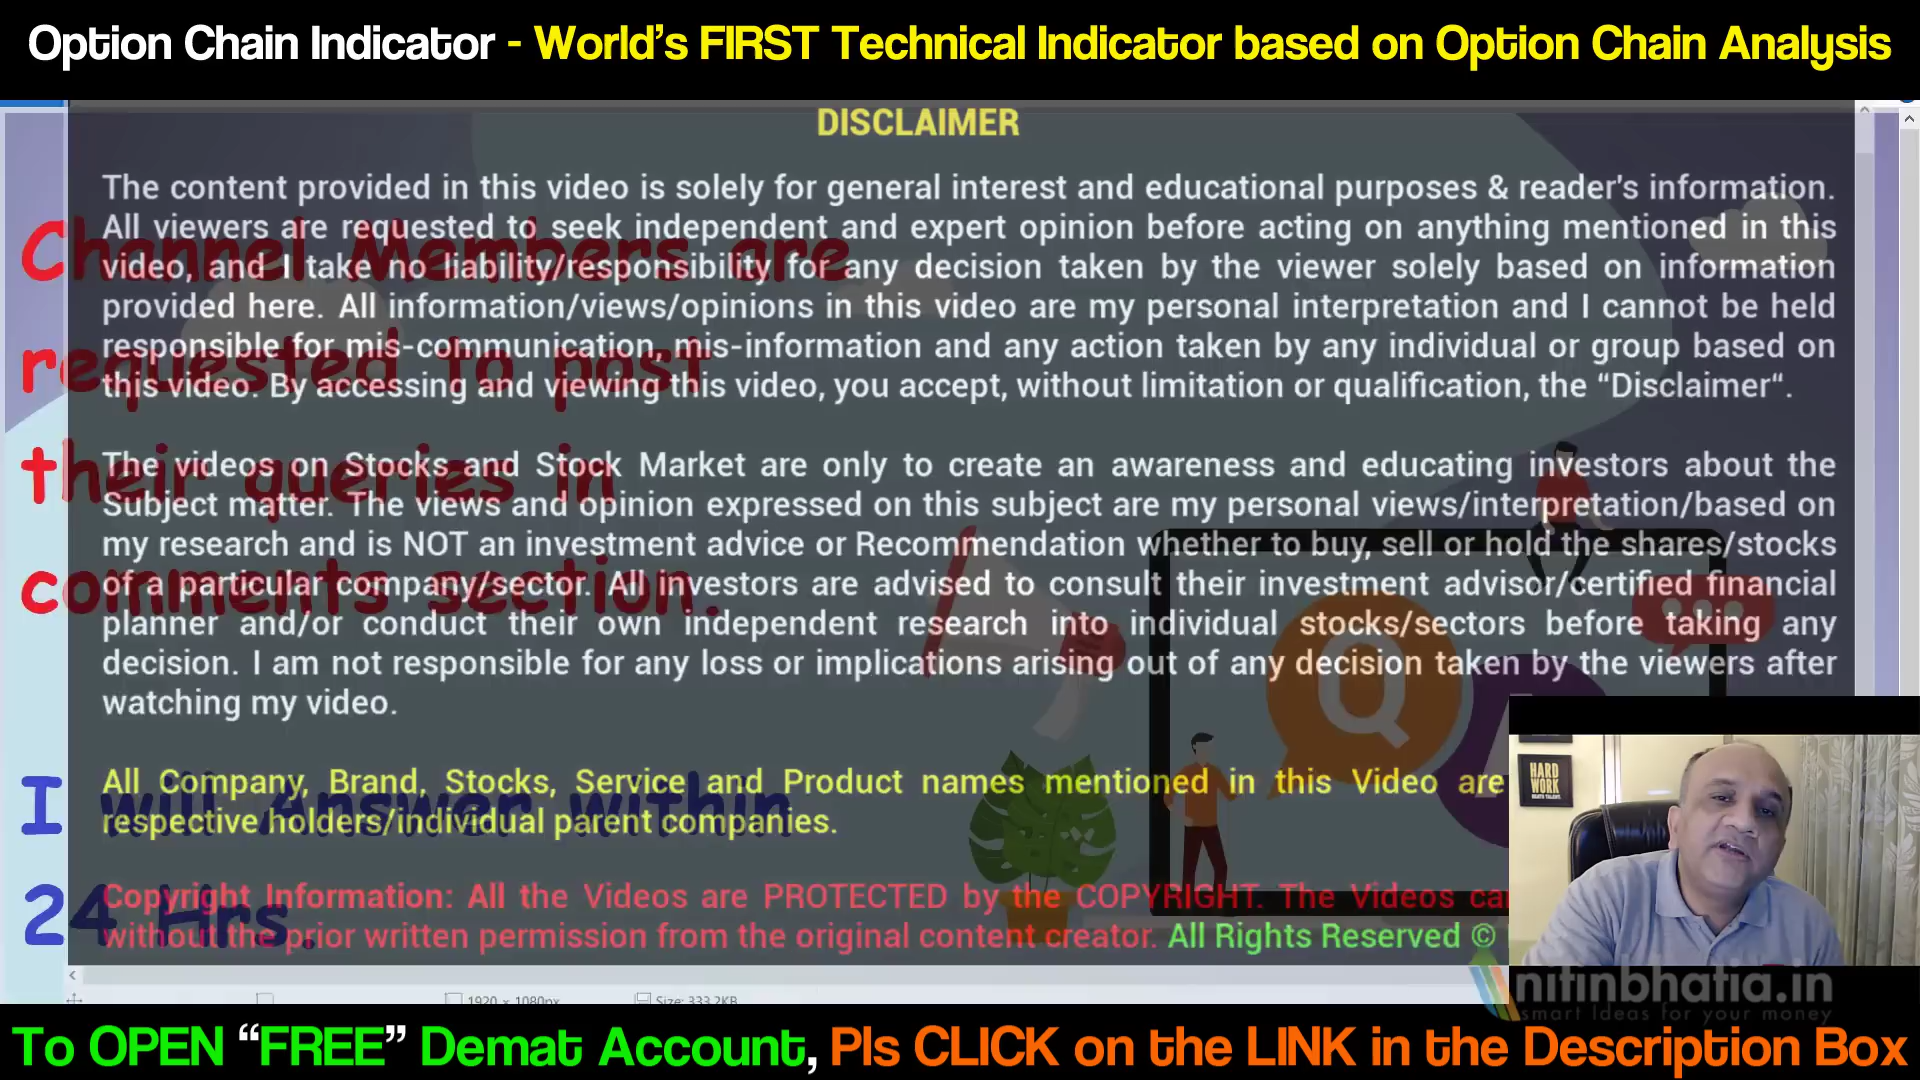 Option Chain Indicator - World's FIRST Technical Indicator based on Option Chain Analysis
DISCLAIMER
The content provided in this video is solely for general interest and educational purposes & reader's information.
All viewers are requested to seek independent and expert opinion before acting on anything mentioned in this
video, and I take no liability/responsibility for any decision taken by the viewer solely based on information
provided here. All information/views/opinions in this video are my personal interpretation and I cannot be held
responsible for mis-communication, mis-information and any action taken by any individual or group based on
this video. By accessing and viewing this video, you accept, without limitation or qualification, the “Disclaimer“.
The videos on Stocks and Stock Market are only to create an awareness and educating investors about the
Subject matter. The views and opinion expressed on this subject are my personal views/interpretation/based on
my research and is NOT an investment advice or Recommendation whether to buy, sell or hold the shares/stocks
of a particular company/sector. All investors are advised to consult their investment advisor/certified financial
planner and/or conduct their own independent research into individual stocks/sectors before taking any
decision. I am not responsible for any loss or implications arising out of any decision taken by the viewers after
watching my video.
All Company, Brand, Stocks, Service and Product names mentioned in this Video are
respective holders/individual parent companies.
Copyright Information: All the Videos are PROTECTED by the COPYRIGHT. The Videos
without the prior written permission from the original content creator. All Rights Reserved ©
Channel Members are
requested to post
their queries in
comments section.
I will Answer within
24 Hrs.
Q
HARD
WORK
nitinbhatia.in
smart Ideas for your money
1920 × 1080px
Size: 333.2KB
To OPEN “FREE” Demat Account, Pls CLICK on the LINK in the Description Box